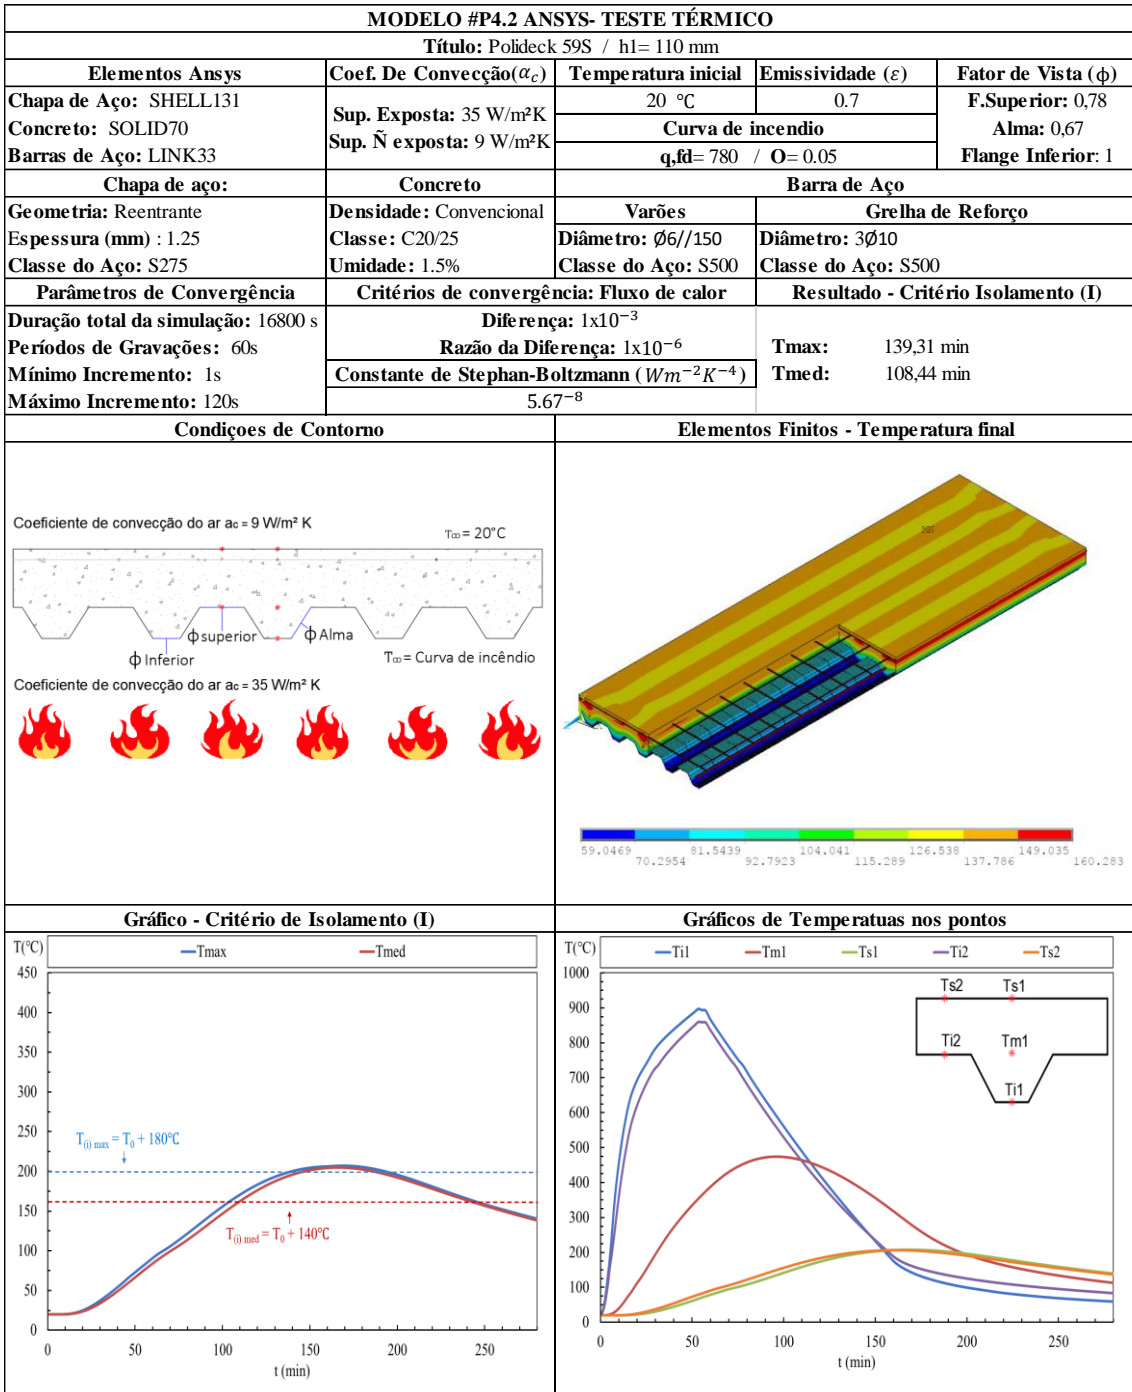 MODELO #P4.2 ANSYS- TESTE TÉRMICO
Título: Polideck 59S / h1= 110 mm
Elementos Ansys
Coef. De Convecção(α_c)
Temperatura inicial
Emissividade (ε)
Fator de Vista (ϕ)
Chapa de Aço: SHELL131
Concreto: SOLID70
Barras de Aço: LINK33
Sup. Exposta: 35 W/m²K
Sup. Ñ exposta: 9 W/m²K
20 °C
0.7
Curva de incendio
q,fd= 780 / O= 0.05
F.Superior: 0,78
Alma: 0,67
Flange Inferior: 1
Chapa de aço:
Concreto
Barra de Aço
Geometria: Reentrante
Espessura (mm) : 1.25
Classe do Aço: S275
Densidade: Convencional
Classe: C20/25
Umidade: 1.5%
Varões
Diâmetro: Ø6//150
Classe do Aço: S500
Grelha de Reforço
Diâmetro: 3Ø10
Classe do Aço: S500
Parâmetros de Convergência
Critérios de convergência: Fluxo de calor
Resultado - Critério Isolamento (I)
Duração total da simulação: 16800 s
Períodos de Gravações: 60s
Mínimo Incremento: 1s
Máximo Incremento: 120s
Diferença: 1x10⁻³
Razão da Diferença: 1x10⁻⁶
Constante de Stephan-Boltzmann ( Wm⁻²K⁻⁴)
5.67⁻⁸
Tmax: 139,31 min
Tmed: 108,44 min
Condiçoes de Contorno
Elementos Finitos - Temperatura final
Coeficiente de convecção do ar ac = 9 W/m² K
T∞ = 20°C
ϕ superior
ϕ Alma
ϕ Inferior
T∞ = Curva de incêndio
Coeficiente de convecção do ar ac = 35 W/m² K
59.0469
70.2954
81.5439
92.7923
104.041
115.289
126.538
137.786
149.035
160.283
Gráfico - Critério de Isolamento (I)
Gráficos de Temperatuas nos pontos
T(°C)
Tmax
Tmed
450
400
350
300
250
200
150
100
50
0
T(i) max = T0 + 180°C
T(i) med = T0 + 140°C
0
50
100
150
200
250
t (min)
T(°C)
Ti1
Tm1
Ts1
Ti2
Ts2
1000
900
800
700
600
500
400
300
200
100
0
Ts2
Ts1
Ti2
Tm1
Ti1
0
50
100
150
200
250
t (min)